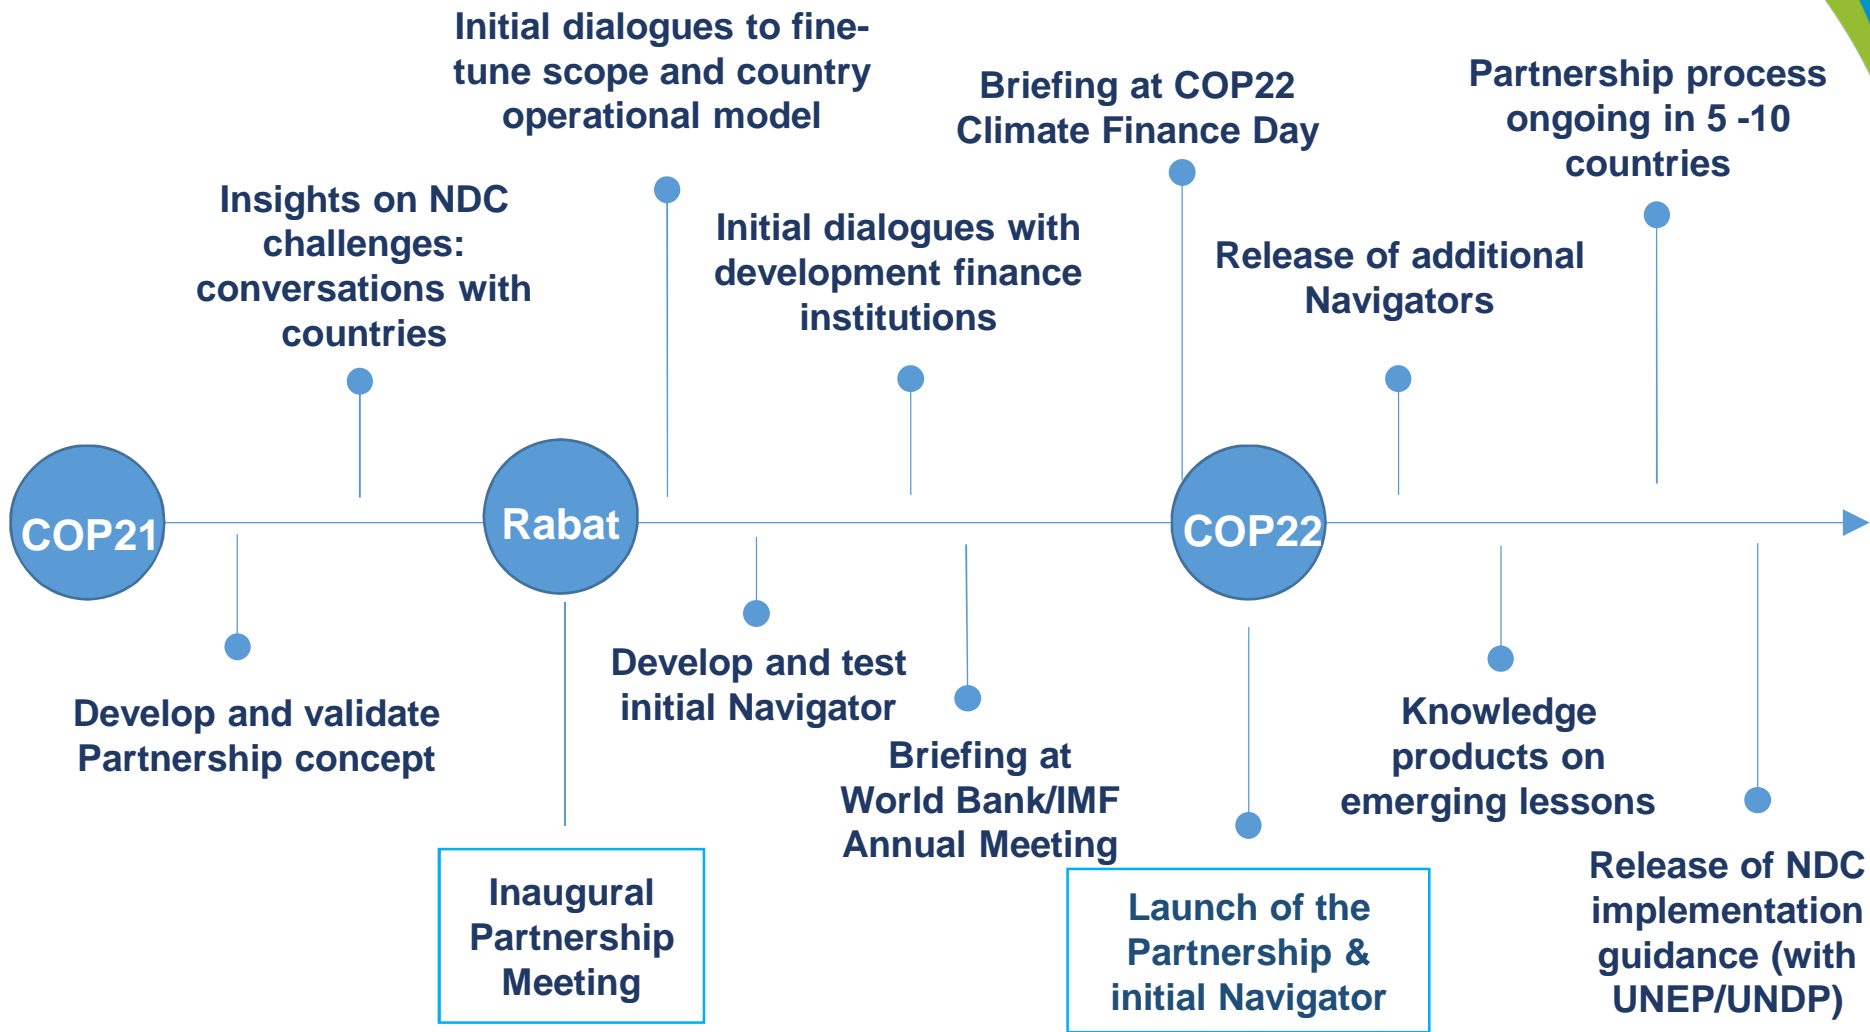 Initial dialogues to fine-
tune scope and country
operational model
Briefing at COP22
Climate Finance Day
Partnership process
ongoing in 5 -10
countries
Insights on NDC
challenges:
conversations with
countries
Initial dialogues with
development finance
institutions
Release of additional
Navigators
COP21
Rabat
COP22
Develop and validate
Partnership concept
Develop and test
initial Navigator
Briefing at
World Bank/IMF
Annual Meeting
Knowledge
products on
emerging lessons
Inaugural
Partnership
Meeting
Launch of the
Partnership &
initial Navigator
Release of NDC
implementation
guidance (with
UNEP/UNDP)